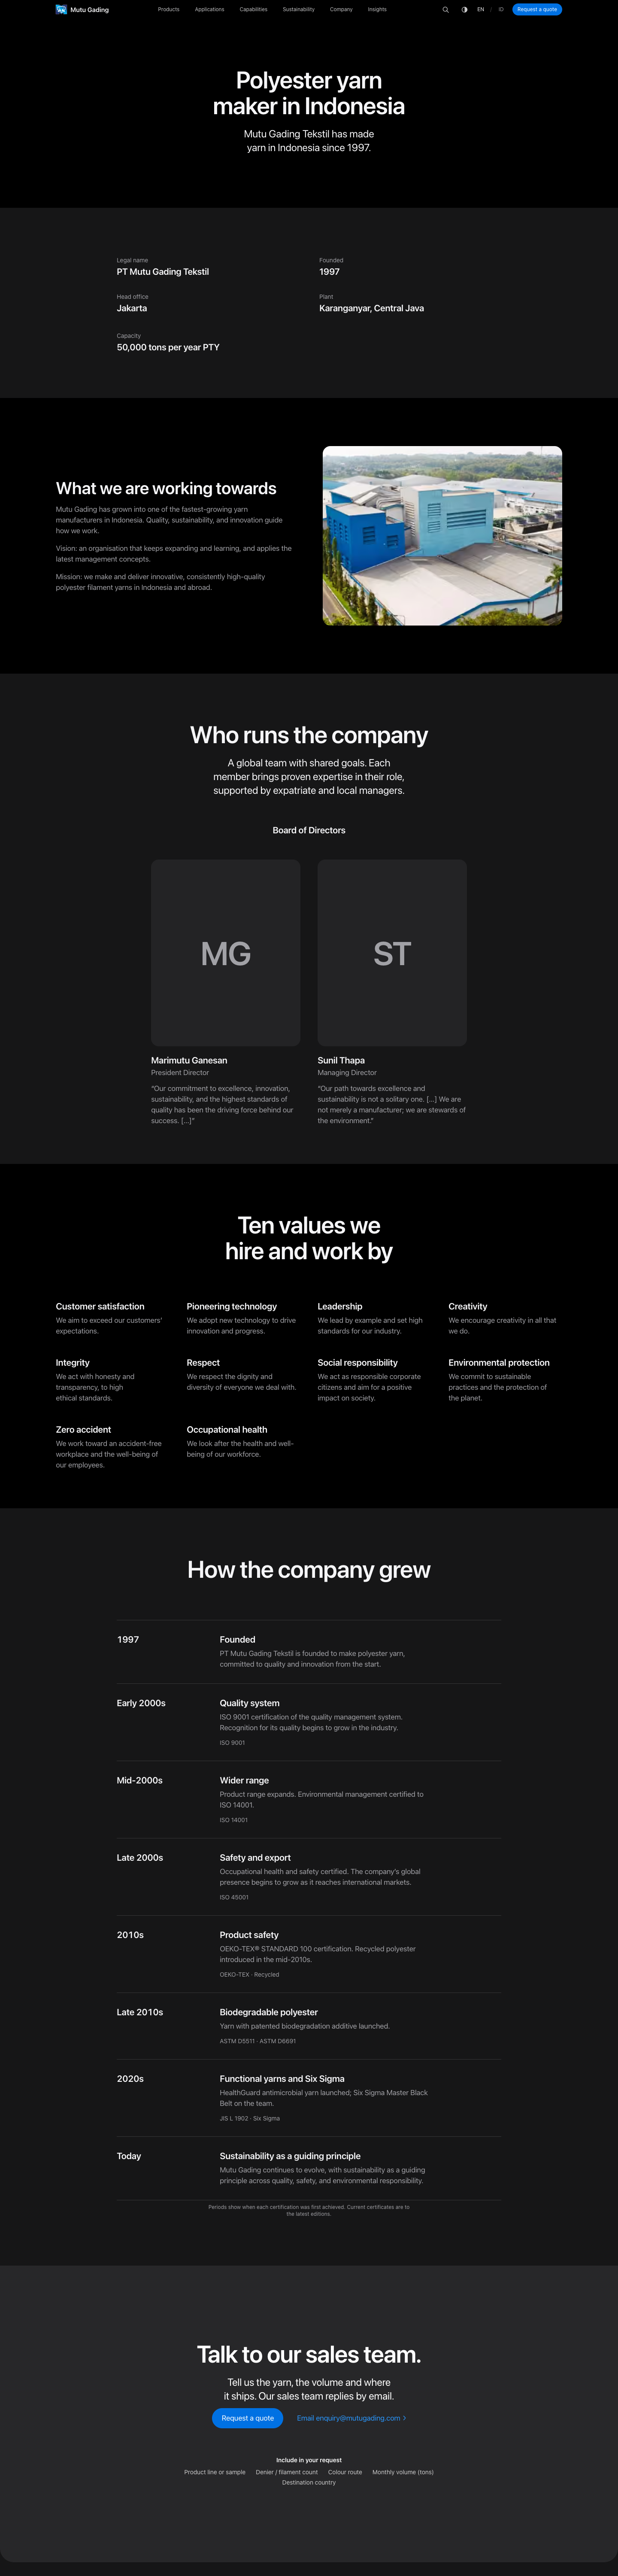 Mutu Gading
Products
Applications
Capabilities
Sustainability
Company
Insights
EN
ID
Request a quote
Polyester yarn
maker in Indonesia
Mutu Gading Tekstil has made
yarn in Indonesia since 1997.
Legal name
PT Mutu Gading Tekstil
Founded
1997
Head office
Jakarta
Plant
Karanganyar, Central Java
Capacity
50,000 tons per year PTY
What we are working towards
Mutu Gading has grown into one of the fastest-growing yarn
manufacturers in Indonesia. Quality, sustainability, and innovation guide
how we work.
Vision: an organisation that keeps expanding and learning, and applies the
latest management concepts.
Mission: we make and deliver innovative, consistently high-quality
polyester filament yarns in Indonesia and abroad.
Who runs the company
A global team with shared goals. Each
member brings proven expertise in their role,
supported by expatriate and local managers.
Board of Directors
MG
Marimutu Ganesan
President Director
“Our commitment to excellence, innovation,
sustainability, and the highest standards of
quality has been the driving force behind our
success. […]”
ST
Sunil Thapa
Managing Director
“Our path towards excellence and
sustainability is not a solitary one. […] We are
not merely a manufacturer; we are stewards of
the environment.”
Ten values we
hire and work by
Customer satisfaction
We aim to exceed our customers’
expectations.
Pioneering technology
We adopt new technology to drive
innovation and progress.
Leadership
We lead by example and set high
standards for our industry.
Creativity
We encourage creativity in all that
we do.
Integrity
We act with honesty and
transparency, to high
ethical standards.
Respect
We respect the dignity and
diversity of everyone we deal with.
Social responsibility
We act as responsible corporate
citizens and aim for a positive
impact on society.
Environmental protection
We commit to sustainable
practices and the protection of
the planet.
Zero accident
We work toward an accident-free
workplace and the well-being of
our employees.
Occupational health
We look after the health and well-
being of our workforce.
How the company grew
1997
Founded
PT Mutu Gading Tekstil is founded to make polyester yarn,
committed to quality and innovation from the start.
Early 2000s
Quality system
ISO 9001 certification of the quality management system.
Recognition for its quality begins to grow in the industry.
ISO 9001
Mid-2000s
Wider range
Product range expands. Environmental management certified to
ISO 14001.
ISO 14001
Late 2000s
Safety and export
Occupational health and safety certified. The company’s global
presence begins to grow as it reaches international markets.
ISO 45001
2010s
Product safety
OEKO-TEX® STANDARD 100 certification. Recycled polyester
introduced in the mid-2010s.
OEKO-TEX · Recycled
Late 2010s
Biodegradable polyester
Yarn with patented biodegradation additive launched.
ASTM D5511 · ASTM D6691
2020s
Functional yarns and Six Sigma
HealthGuard antimicrobial yarn launched; Six Sigma Master Black
Belt on the team.
JIS L 1902 · Six Sigma
Today
Sustainability as a guiding principle
Mutu Gading continues to evolve, with sustainability as a guiding
principle across quality, safety, and environmental responsibility.
Periods show when each certification was first achieved. Current certificates are to
the latest editions.
Talk to our sales team.
Tell us the yarn, the volume and where
it ships. Our sales team replies by email.
Request a quote
Email enquiry@mutugading.com
Include in your request
Product line or sample
Denier / filament count
Colour route
Monthly volume (tons)
Destination country